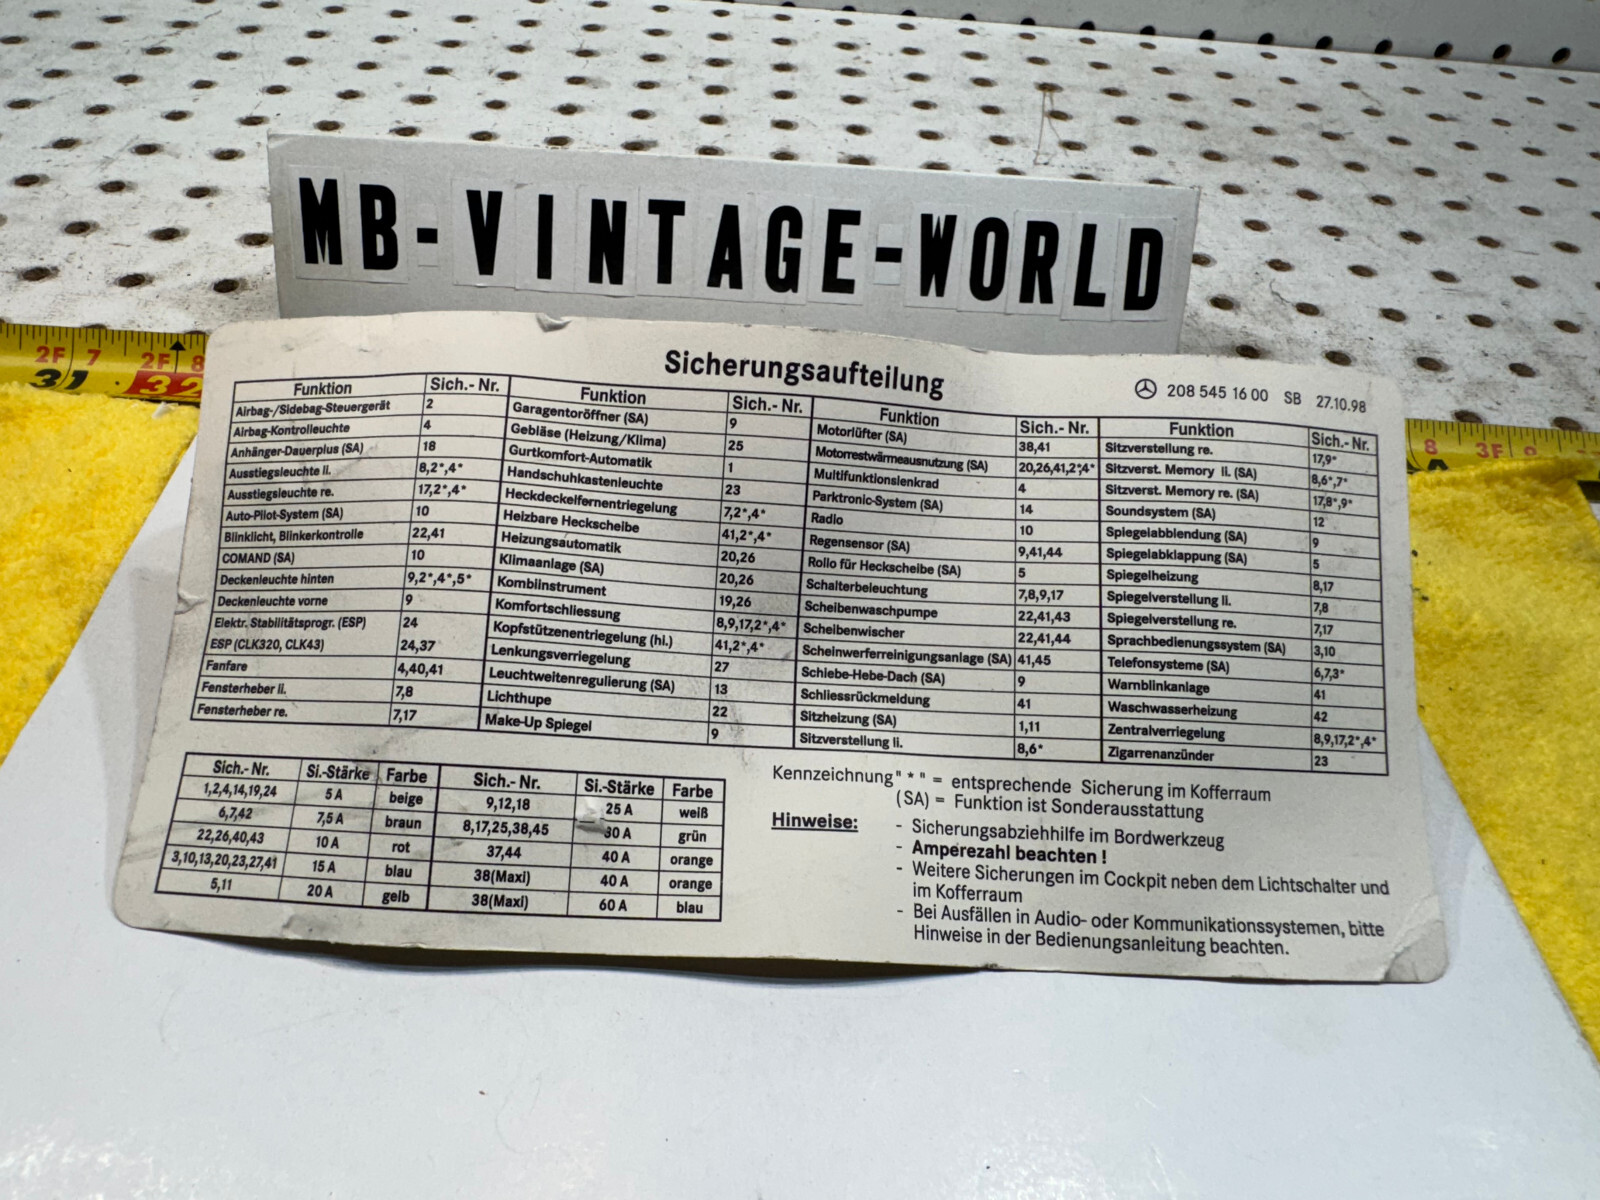 MB-VINTAGE-WORLD
2F 7 2F 8
31 32
8 3F
Sicherungsaufteilung
208 545 16 00 SB 27.10.98
Funktion Sich.- Nr. Funktion Sich.- Nr. Funktion Sich.- Nr. Funktion Sich.- Nr.
Airbag-/Sidebag-Steuergerät 2 Garagentoröffner (SA) 9 Motorlüfter (SA) 38,41 Sitzverstellung re. 17,9*
Airbag-Kontrolleuchte 4 Gebläse (Heizung/Klima) 25 Motorrestwärmeausnutzung (SA) 20,26,41,2*,4* Sitzverst. Memory li. (SA) 8,6*,7*
Anhänger-Dauerplus (SA) 18 Gurtkomfort-Automatik 1 Multifunktionslenkrad 4 Sitzverst. Memory re. (SA) 17,8*,9*
Ausstiegsleuchte li. 8,2*,4* Handschuhkastenleuchte 23 Parktronic-System (SA) 14 Soundsystem (SA) 12
Ausstiegsleuchte re. 17,2*,4* Heckdeckelfernentriegelung 7,2*,4* Radio 10 Spiegelabblendung (SA) 9
Auto-Pilot-System (SA) 10 Heizbare Heckscheibe 41,2*,4* Regensensor (SA) 9,41,44 Spiegelabklappung (SA) 5
Blinklicht, Blinkerkontrolle 22,41 Heizungsautomatik 20,26 Rollo für Heckscheibe (SA) 5 Spiegelheizung 8,17
COMAND (SA) 10 Klimaanlage (SA) 20,26 Schalterbeleuchtung 7,8,9,17 Spiegelverstellung li. 7,8
Deckenleuchte hinten 9,2*,4*,5* Kombiinstrument 19,26 Scheibenwaschpumpe 22,41,43 Spiegelverstellung re. 7,17
Deckenleuchte vorne 9 Komfortschliessung 8,9,17,2*,4* Scheibenwischer 22,41,44 Sprachbedienungssystem (SA) 3,10
Elektr. Stabilitätsprogr. (ESP) 24 Kopfstützenentriegelung (hi.) 41,2*,4* Scheinwerferreinigungsanlage (SA) 41,45 Telefonsysteme (SA) 6,7,3*
ESP (CLK320, CLK43) 24,37 Lenkungsverriegelung 27 Schiebe-Hebe-Dach (SA) 9 Warnblinkanlage 41
Fanfare 4,40,41 Leuchtweitenregulierung (SA) 13 Schliessrückmeldung 41 Waschwasserheizung 42
Fensterheber li. 7,8 Lichthupe 22 Sitzheizung (SA) 1,11 Zentralverriegelung 8,9,17,2*,4*
Fensterheber re. 7,17 Make-Up Spiegel 9 Sitzverstellung li. 8,6* Zigarrenanzünder 23
Sich.- Nr. Si.-Stärke Farbe Sich.- Nr. Si.-Stärke Farbe
1,2,4,14,19,24 5 A beige 9,12,18 25 A weiß
6,7,42 7,5 A braun 8,17,25,38,45 30 A grün
22,26,40,43 10 A rot 37,44 40 A orange
3,10,13,20,23,27,41 15 A blau 38(Maxi) 40 A orange
5,11 20 A gelb 38(Maxi) 60 A blau
Kennzeichnung " * " = entsprechende Sicherung im Kofferraum
(SA) = Funktion ist Sonderausstattung
Hinweise: - Sicherungsabziehhilfe im Bordwerkzeug
- Amperezahl beachten !
- Weitere Sicherungen im Cockpit neben dem Lichtschalter und
im Kofferraum
- Bei Ausfällen in Audio- oder Kommunikationssystemen, bitte
Hinweise in der Bedienungsanleitung beachten.